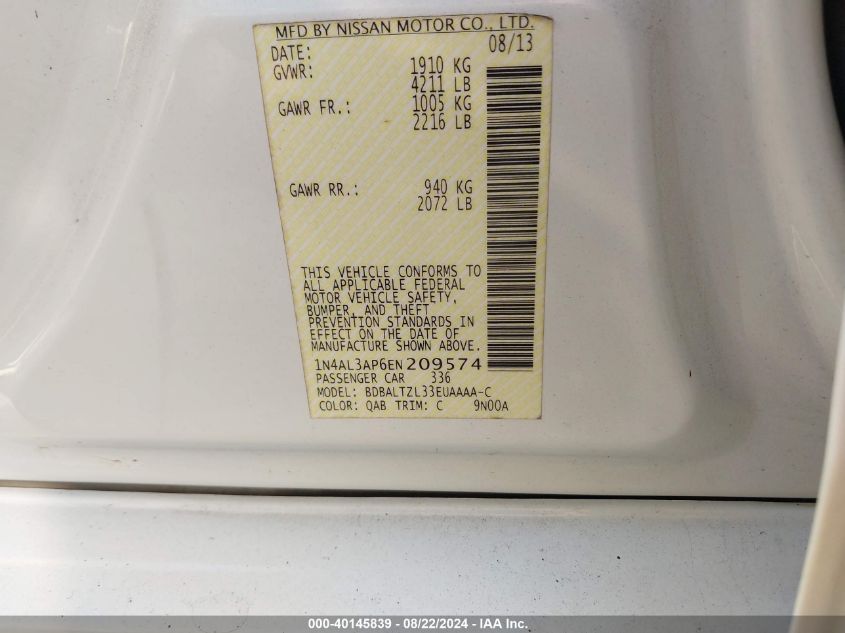 MFD BY NISSAN MOTOR CO., LTD.
DATE: 08/13
GVWR: 1910 KG
4211 LB
GAWR FR.: 1005 KG
2216 LB
GAWR RR.: 940 KG
2072 LB
THIS VEHICLE CONFORMS TO
ALL APPLICABLE FEDERAL
MOTOR VEHICLE SAFETY,
BUMPER, AND THEFT
PREVENTION STANDARDS IN
EFFECT ON THE DATE OF
MANUFACTURE SHOWN ABOVE.
1N4AL3AP6EN209574
PASSENGER CAR 336
MODEL: BDBALTZL33EUAAAA-C
COLOR: QAB TRIM: C 9N00A
000-40145839 - 08/22/2024 - IAA Inc.